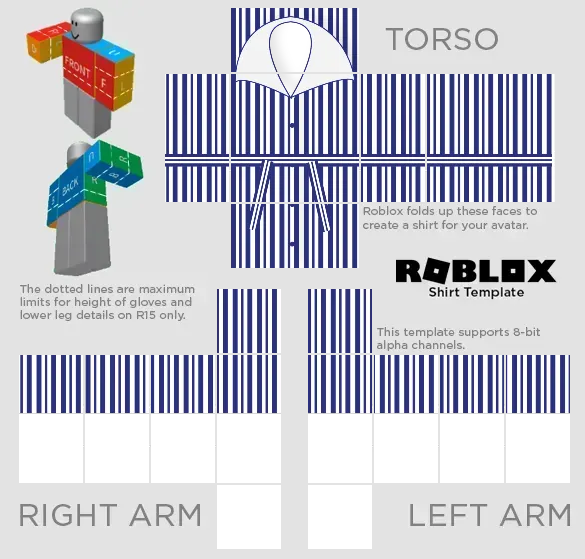 TORSO
FRONT
F
L
U
BACK
R
B
Roblox folds up these faces to
create a shirt for your avatar.
ROBLOX
Shirt Template
The dotted lines are maximum
limits for height of gloves and
lower leg details on R15 only.
This template supports 8-bit
alpha channels.
RIGHT ARM
LEFT ARM